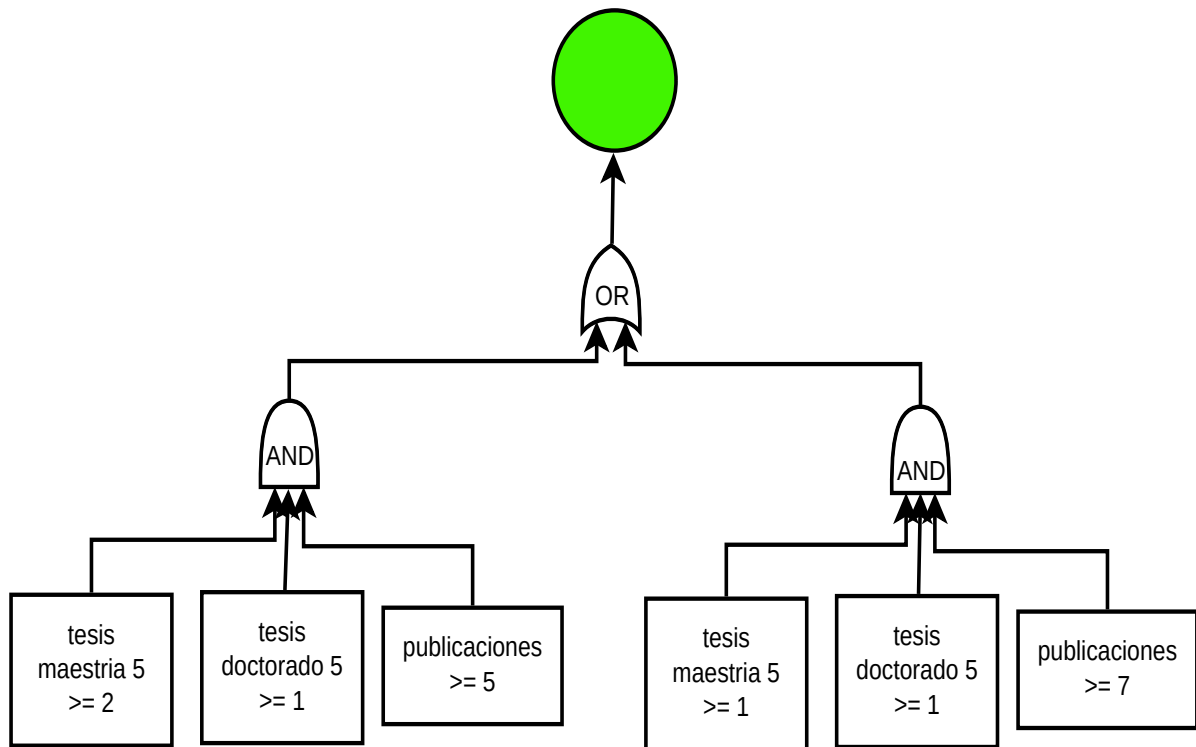 OR
AND
AND
tesis
maestria 5
>= 2
tesis
doctorado 5
>= 1
publicaciones
>= 5
tesis
maestria 5
>= 1
tesis
doctorado 5
>= 1
publicaciones
>= 7